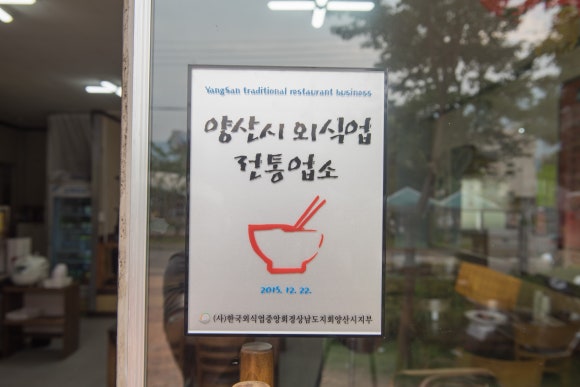 YangSan traditional restaurant business
양산시 외식업
전통업소
2015. 12. 22.
(사)한국외식업중앙회경상남도지회양산시지부